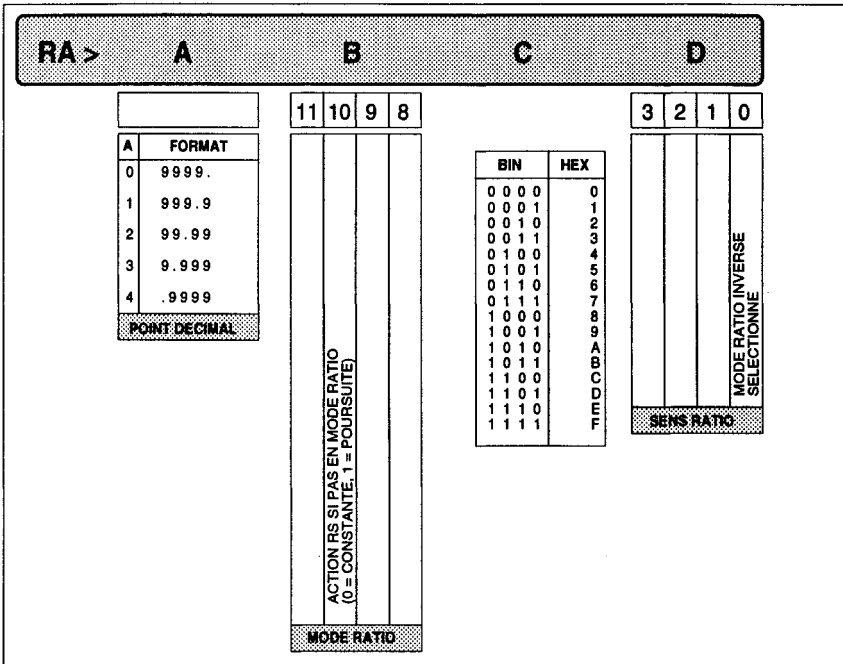 RA > A B C D
11 10 9 8
3 2 1 0
A FORMAT
0 9999.
1 999.9
2 99.99
3 9.999
4 .9999
POINT DECIMAL
ACTION RS SI PAS EN MODE RATIO
(0 = CONSTANTE, 1 = POURSUITE)
MODE RATIO
BIN HEX
0 0 0 0 0
0 0 0 1 1
0 0 1 0 2
0 0 1 1 3
0 1 0 0 4
0 1 0 1 5
0 1 1 0 6
0 1 1 1 7
1 0 0 0 8
1 0 0 1 9
1 0 1 0 A
1 0 1 1 B
1 1 0 0 C
1 1 0 1 D
1 1 1 0 E
1 1 1 1 F
MODE RATIO INVERSE
SELECTIONNE
SENS RATIO